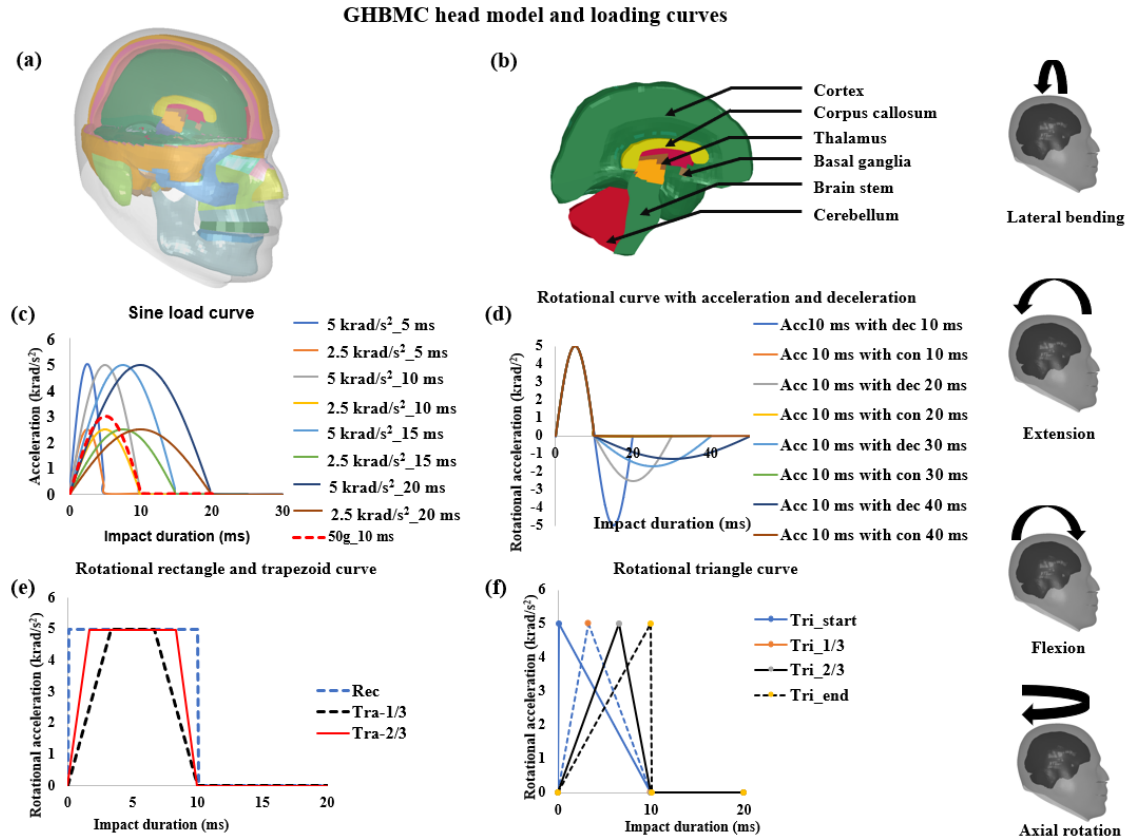 GHBMC head model and loading curves
(a)
(b)
Cortex
Corpus callosum
Thalamus
Basal ganglia
Brain stem
Cerebellum
Lateral bending
Extension
Flexion
Axial rotation
(c)
Sine load curve
Acceleration (krad/s²)
6
5
4
3
2
1
0
0
5
10
15
20
25
30
Impact duration (ms)
5 krad/s²_5 ms
2.5 krad/s²_5 ms
5 krad/s²_10 ms
2.5 krad/s²_10 ms
5 krad/s²_15 ms
2.5 krad/s²_15 ms
5 krad/s²_20 ms
2.5 krad/s²_20 ms
50g_10 ms
Rotational curve with acceleration and deceleration
(d)
Rotational acceleration (krad/²)
5
4
3
2
1
0
-1
-2
-3
-4
-5
0
20
40
Impact duration (ms)
Acc10 ms with dec 10 ms
Acc 10 ms with con 10 ms
Acc 10 ms with dec 20 ms
Acc 10 ms with con 20 ms
Acc 10 ms with dec 30 ms
Acc 10 ms with con 30 ms
Acc 10 ms with dec 40 ms
Acc 10 ms with con 40 ms
Rotational rectangle and trapezoid curve
(e)
Rotational acceleration (krad/s²)
6
5
4
3
2
1
0
0
10
20
Impact duration (ms)
Rec
Tra-1/3
Tra-2/3
Rotational triangle curve
(f)
Rotational acceleration (krad/s²)
6
5
4
3
2
1
0
0
10
20
Impact duration (ms)
Tri_start
Tri_1/3
Tri_2/3
Tri_end